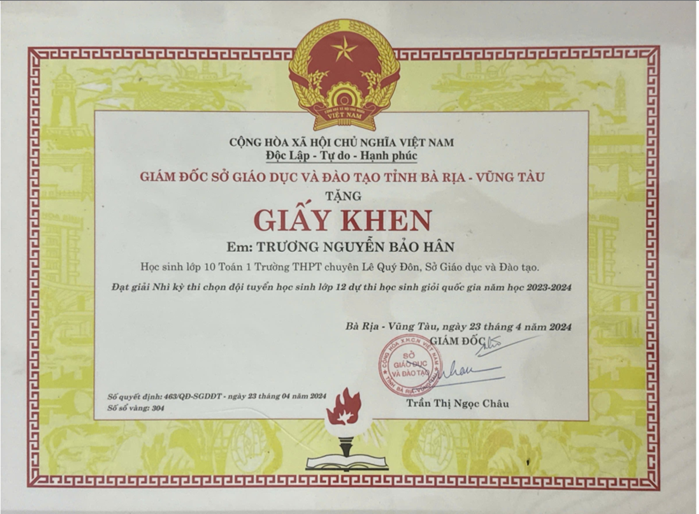 VIỆT NAM
CỘNG HÒA XÃ HỘI CHỦ NGHĨA VIỆT NAM
Độc Lập - Tự do - Hạnh phúc
GIÁM ĐỐC SỞ GIÁO DỤC VÀ ĐÀO TẠO TỈNH BÀ RỊA - VŨNG TÀU
TẶNG
GIẤY KHEN
Em: TRƯƠNG NGUYỄN BẢO HÂN
Học sinh lớp 10 Toán 1 Trường THPT chuyên Lê Quý Đôn, Sở Giáo dục và Đào tạo.
Đạt giải Nhì kỳ thi chọn đội tuyển học sinh lớp 12 dự thi học sinh giỏi quốc gia năm học 2023-2024
Bà Rịa - Vũng Tàu, ngày 23 tháng 4 năm 2024
GIÁM ĐỐC
SỞ
GIÁO DỤC
VÀ ĐÀO TẠO
Số quyết định: 463/QĐ-SGDĐT - ngày 23 tháng 04 năm 2024
Số sổ vàng: 304
Trần Thị Ngọc Châu